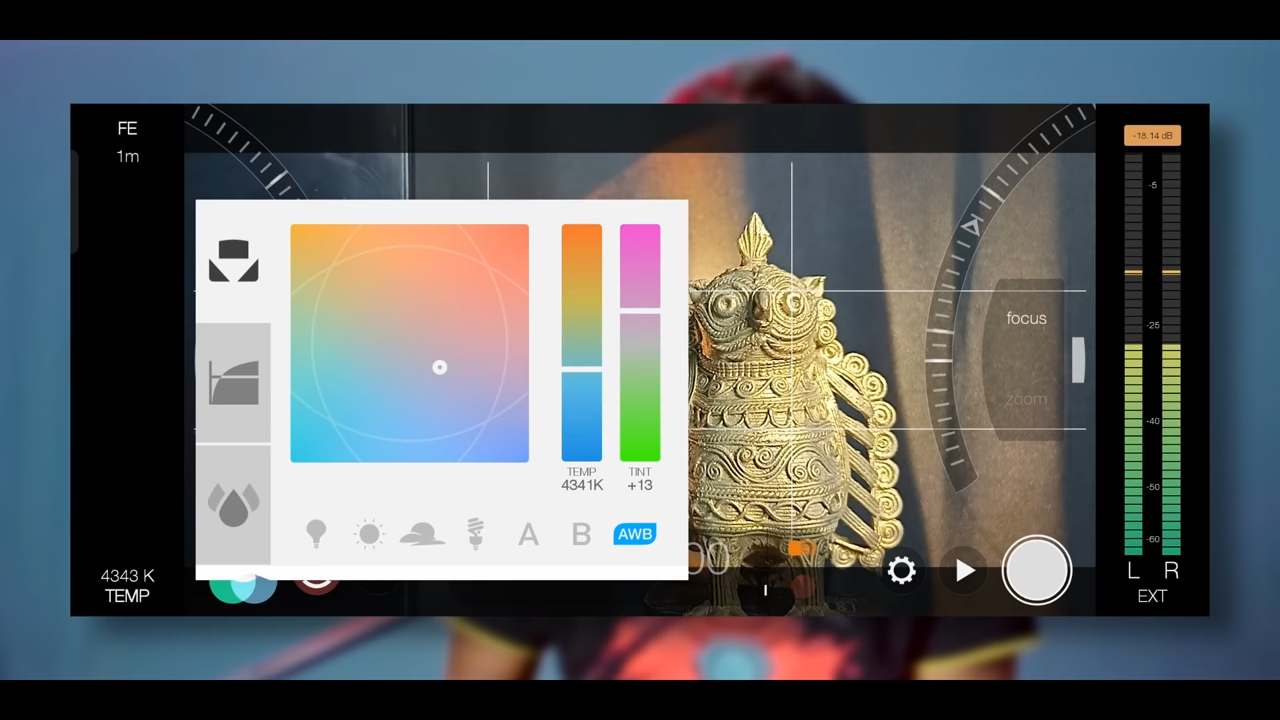 FE
1m
4343 K
TEMP
TEMP
4341K
TINT
+13
A
B
AWB
focus
zoom
-18.14 dB
-5
-25
-40
-50
-60
L R
EXT